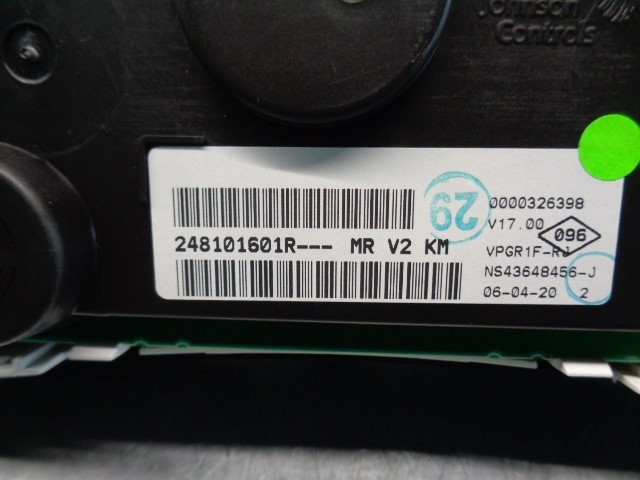 Johnson
Controls
29
0000326398
V17.00
096
248101601R--- MR V2 KM
VPGR1F-RJ
NS43648456-J
06-04-20 2